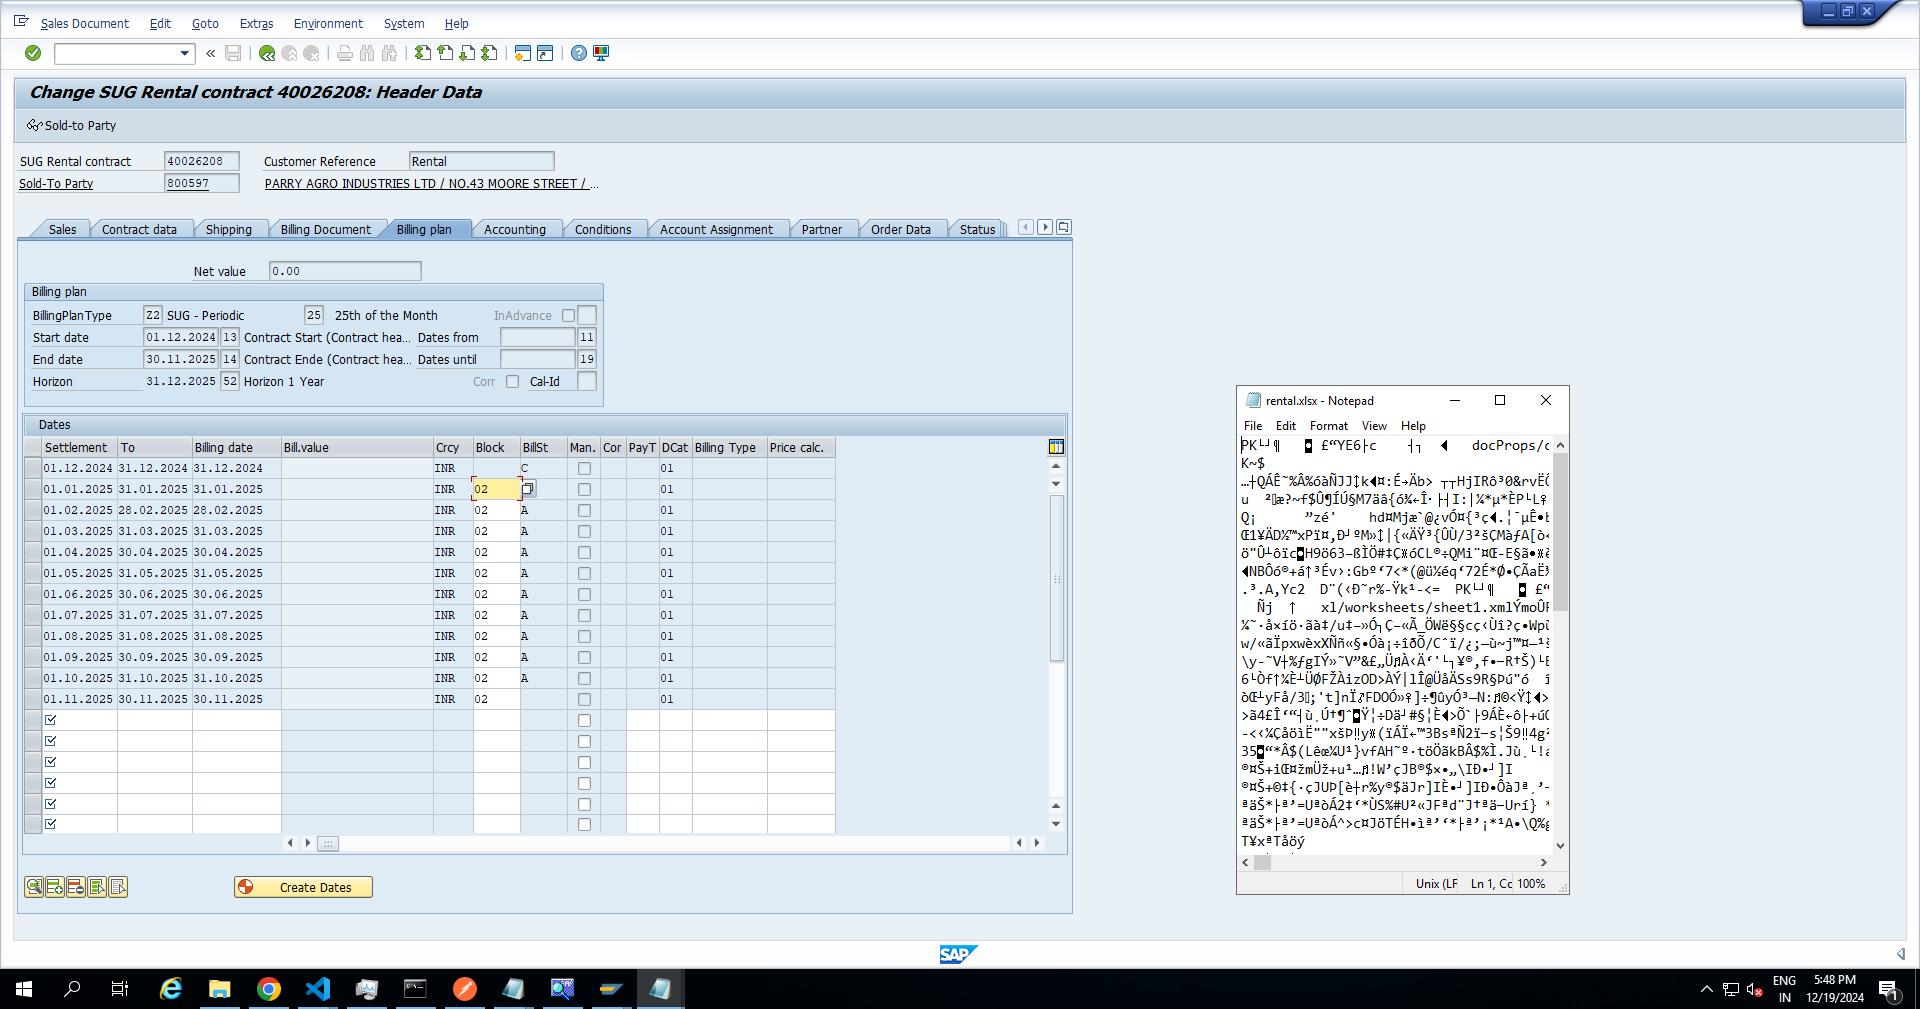 Sales Document Edit Goto Extras Environment System Help
Change SUG Rental contract 40026208: Header Data
Sold-to Party
SUG Rental contract 40026208 Customer Reference Rental
Sold-To Party 800597 PARRY AGRO INDUSTRIES LTD / NO.43 MOORE STREET / ...
Sales Contract data Shipping Billing Document Billing plan Accounting Conditions Account Assignment Partner Order Data Status
Net value 0.00
Billing plan
BillingPlanType Z2 SUG - Periodic 25 25th of the Month InAdvance
Start date 01.12.2024 13 Contract Start (Contract hea... Dates from 11
End date 30.11.2025 14 Contract Ende (Contract hea... Dates until 19
Horizon 31.12.2025 52 Horizon 1 Year Corr Cal-Id
Dates
Settlement To Billing date Bill.value Crcy Block BillSt Man. Cor PayT DCat Billing Type Price calc.
01.12.2024 31.12.2024 31.12.2024 INR C 01
01.01.2025 31.01.2025 31.01.2025 INR 02 01
01.02.2025 28.02.2025 28.02.2025 INR 02 A 01
01.03.2025 31.03.2025 31.03.2025 INR 02 A 01
01.04.2025 30.04.2025 30.04.2025 INR 02 A 01
01.05.2025 31.05.2025 31.05.2025 INR 02 A 01
01.06.2025 30.06.2025 30.06.2025 INR 02 A 01
01.07.2025 31.07.2025 31.07.2025 INR 02 A 01
01.08.2025 31.08.2025 31.08.2025 INR 02 A 01
01.09.2025 30.09.2025 30.09.2025 INR 02 A 01
01.10.2025 31.10.2025 31.10.2025 INR 02 A 01
01.11.2025 30.11.2025 30.11.2025 INR 02 01
Create Dates
SAP
rental.xlsx - Notepad
File Edit Format View Help
docProps/
K~$
xl/worksheets/sheet1.xml
Unix (LF Ln 1, Cc 100%
ENG
IN
5:48 PM
12/19/2024
1